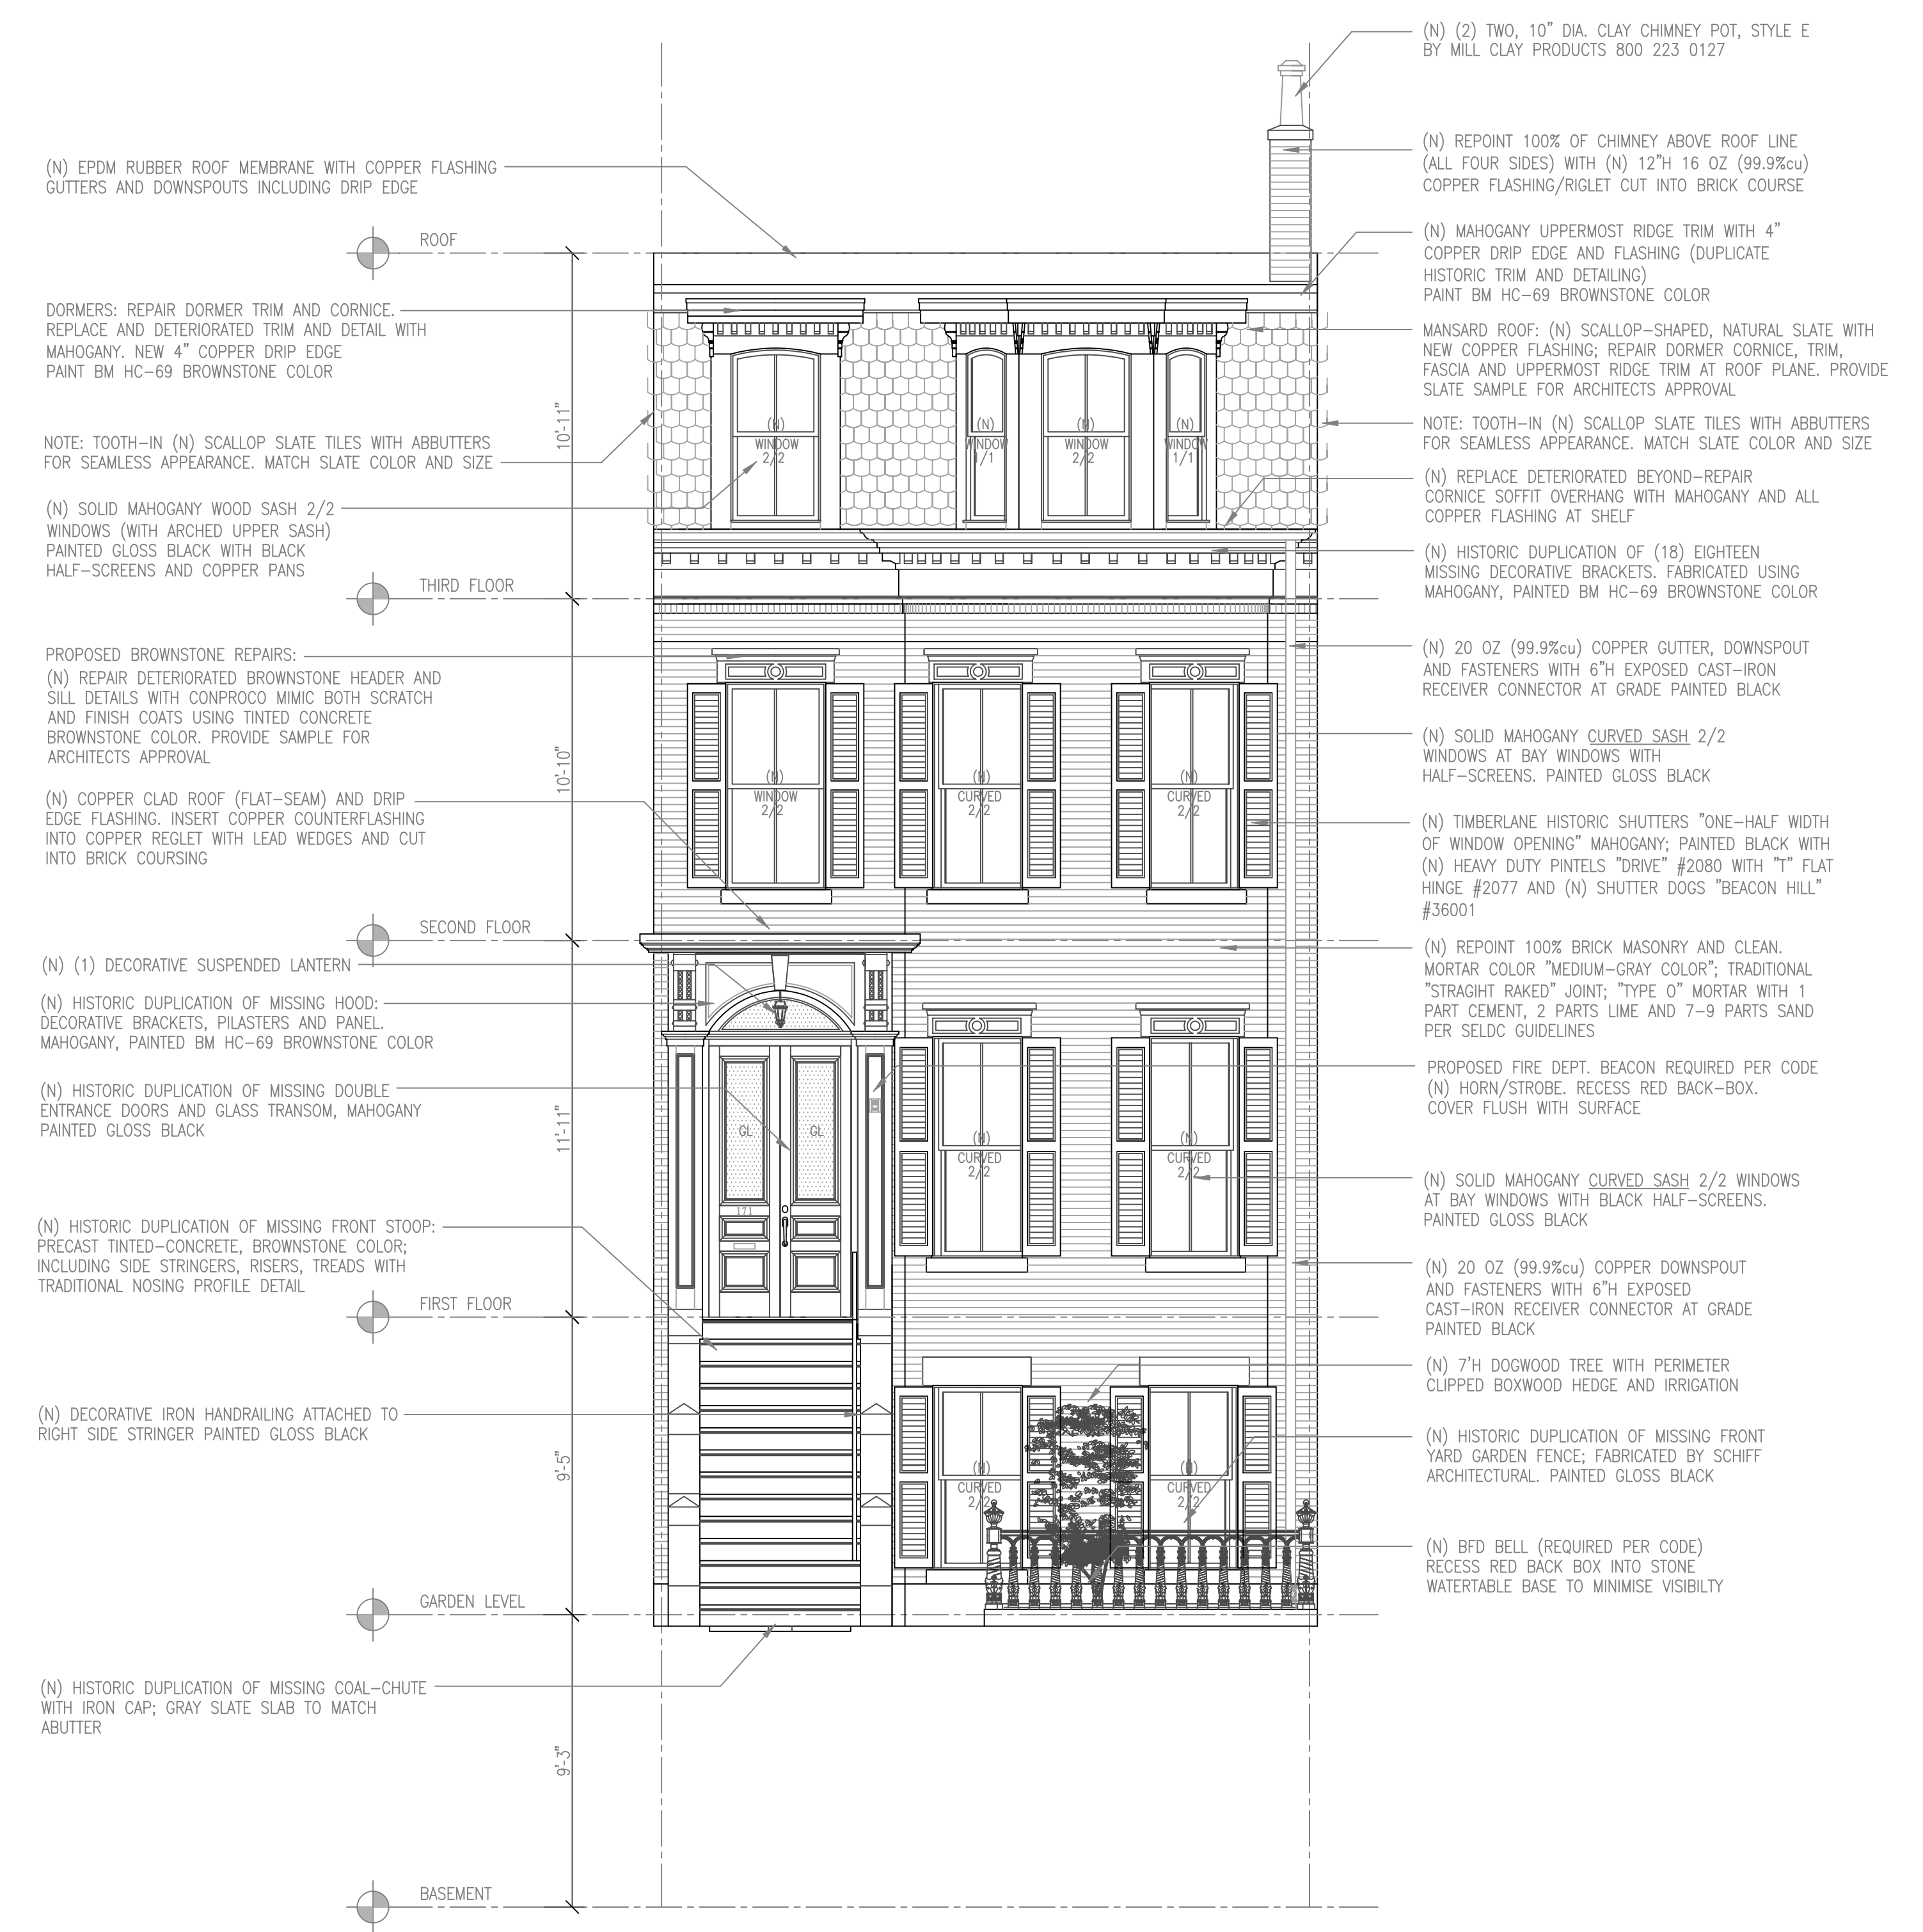 (N) (2) TWO, 10" DIA. CLAY CHIMNEY POT, STYLE E
BY MILL CLAY PRODUCTS 800 223 0127
(N) EPDM RUBBER ROOF MEMBRANE WITH COPPER FLASHING
GUTTERS AND DOWNSPOUTS INCLUDING DRIP EDGE
ROOF
DORMERS: REPAIR DORMER TRIM AND CORNICE.
REPLACE AND DETERIORATED TRIM AND DETAIL WITH
MAHOGANY. NEW 4" COPPER DRIP EDGE
PAINT BM HC-69 BROWNSTONE COLOR
NOTE: TOOTH-IN (N) SCALLOP SLATE TILES WITH ABBUTTERS
FOR SEAMLESS APPEARANCE. MATCH SLATE COLOR AND SIZE
(N) SOLID MAHOGANY WOOD SASH 2/2
WINDOWS (WITH ARCHED UPPER SASH)
PAINTED GLOSS BLACK WITH BLACK
HALF-SCREENS AND COPPER PANS
THIRD FLOOR
PROPOSED BROWNSTONE REPAIRS:
(N) REPAIR DETERIORATED BROWNSTONE HEADER AND
SILL DETAILS WITH CONPROCO MIMIC BOTH SCRATCH
AND FINISH COATS USING TINTED CONCRETE
BROWNSTONE COLOR. PROVIDE SAMPLE FOR
ARCHITECTS APPROVAL
(N) COPPER CLAD ROOF (FLAT-SEAM) AND DRIP
EDGE FLASHING. INSERT COPPER COUNTERFLASHING
INTO COPPER REGLET WITH LEAD WEDGES AND CUT
INTO BRICK COURSING
SECOND FLOOR
(N) (1) DECORATIVE SUSPENDED LANTERN
(N) HISTORIC DUPLICATION OF MISSING HOOD:
DECORATIVE BRACKETS, PILASTERS AND PANEL.
MAHOGANY, PAINTED BM HC-69 BROWNSTONE COLOR
(N) HISTORIC DUPLICATION OF MISSING DOUBLE
ENTRANCE DOORS AND GLASS TRANSOM, MAHOGANY
PAINTED GLOSS BLACK
(N) HISTORIC DUPLICATION OF MISSING FRONT STOOP:
PRECAST TINTED-CONCRETE, BROWNSTONE COLOR;
INCLUDING SIDE STRINGERS, RISERS, TREADS WITH
TRADITIONAL NOSING PROFILE DETAIL
FIRST FLOOR
(N) DECORATIVE IRON HANDRAILING ATTACHED TO
RIGHT SIDE STRINGER PAINTED GLOSS BLACK
GARDEN LEVEL
(N) HISTORIC DUPLICATION OF MISSING COAL-CHUTE
WITH IRON CAP; GRAY SLATE SLAB TO MATCH
ABUTTER
BASEMENT
10'-11"
10'-10"
11'-11"
9'-5"
9'-3"
(N)
WINDOW
2/2
(N)
WINDOW
1/1
(N)
WINDOW
2/2
(N)
WINDOW
1/1
(N)
WINDOW
2/2
(N)
CURVED
2/2
(N)
CURVED
2/2
GL
GL
171
(N)
CURVED
2/2
(N)
CURVED
2/2
(N)
CURVED
2/2
(N)
CURVED
2/2
(N) REPOINT 100% OF CHIMNEY ABOVE ROOF LINE
(ALL FOUR SIDES) WITH (N) 12"H 16 OZ (99.9%cu)
COPPER FLASHING/RIGLET CUT INTO BRICK COURSE
(N) MAHOGANY UPPERMOST RIDGE TRIM WITH 4"
COPPER DRIP EDGE AND FLASHING (DUPLICATE
HISTORIC TRIM AND DETAILING)
PAINT BM HC-69 BROWNSTONE COLOR
MANSARD ROOF: (N) SCALLOP-SHAPED, NATURAL SLATE WITH
NEW COPPER FLASHING; REPAIR DORMER CORNICE, TRIM,
FASCIA AND UPPERMOST RIDGE TRIM AT ROOF PLANE. PROVIDE
SLATE SAMPLE FOR ARCHITECTS APPROVAL
NOTE: TOOTH-IN (N) SCALLOP SLATE TILES WITH ABBUTTERS
FOR SEAMLESS APPEARANCE. MATCH SLATE COLOR AND SIZE
(N) REPLACE DETERIORATED BEYOND-REPAIR
CORNICE SOFFIT OVERHANG WITH MAHOGANY AND ALL
COPPER FLASHING AT SHELF
(N) HISTORIC DUPLICATION OF (18) EIGHTEEN
MISSING DECORATIVE BRACKETS. FABRICATED USING
MAHOGANY, PAINTED BM HC-69 BROWNSTONE COLOR
(N) 20 OZ (99.9%cu) COPPER GUTTER, DOWNSPOUT
AND FASTENERS WITH 6"H EXPOSED CAST-IRON
RECEIVER CONNECTOR AT GRADE PAINTED BLACK
(N) SOLID MAHOGANY CURVED SASH 2/2
WINDOWS AT BAY WINDOWS WITH
HALF-SCREENS. PAINTED GLOSS BLACK
(N) TIMBERLANE HISTORIC SHUTTERS "ONE-HALF WIDTH
OF WINDOW OPENING" MAHOGANY; PAINTED BLACK WITH
(N) HEAVY DUTY PINTELS "DRIVE" #2080 WITH "T" FLAT
HINGE #2077 AND (N) SHUTTER DOGS "BEACON HILL"
#36001
(N) REPOINT 100% BRICK MASONRY AND CLEAN.
MORTAR COLOR "MEDIUM-GRAY COLOR"; TRADITIONAL
"STRAGIHT RAKED" JOINT; "TYPE O" MORTAR WITH 1
PART CEMENT, 2 PARTS LIME AND 7-9 PARTS SAND
PER SELDC GUIDELINES
PROPOSED FIRE DEPT. BEACON REQUIRED PER CODE
(N) HORN/STROBE. RECESS RED BACK-BOX.
COVER FLUSH WITH SURFACE
(N) SOLID MAHOGANY CURVED SASH 2/2 WINDOWS
AT BAY WINDOWS WITH BLACK HALF-SCREENS.
PAINTED GLOSS BLACK
(N) 20 OZ (99.9%cu) COPPER DOWNSPOUT
AND FASTENERS WITH 6"H EXPOSED
CAST-IRON RECEIVER CONNECTOR AT GRADE
PAINTED BLACK
(N) 7'H DOGWOOD TREE WITH PERIMETER
CLIPPED BOXWOOD HEDGE AND IRRIGATION
(N) HISTORIC DUPLICATION OF MISSING FRONT
YARD GARDEN FENCE; FABRICATED BY SCHIFF
ARCHITECTURAL. PAINTED GLOSS BLACK
(N) BFD BELL (REQUIRED PER CODE)
RECESS RED BACK BOX INTO STONE
WATERTABLE BASE TO MINIMISE VISIBILTY